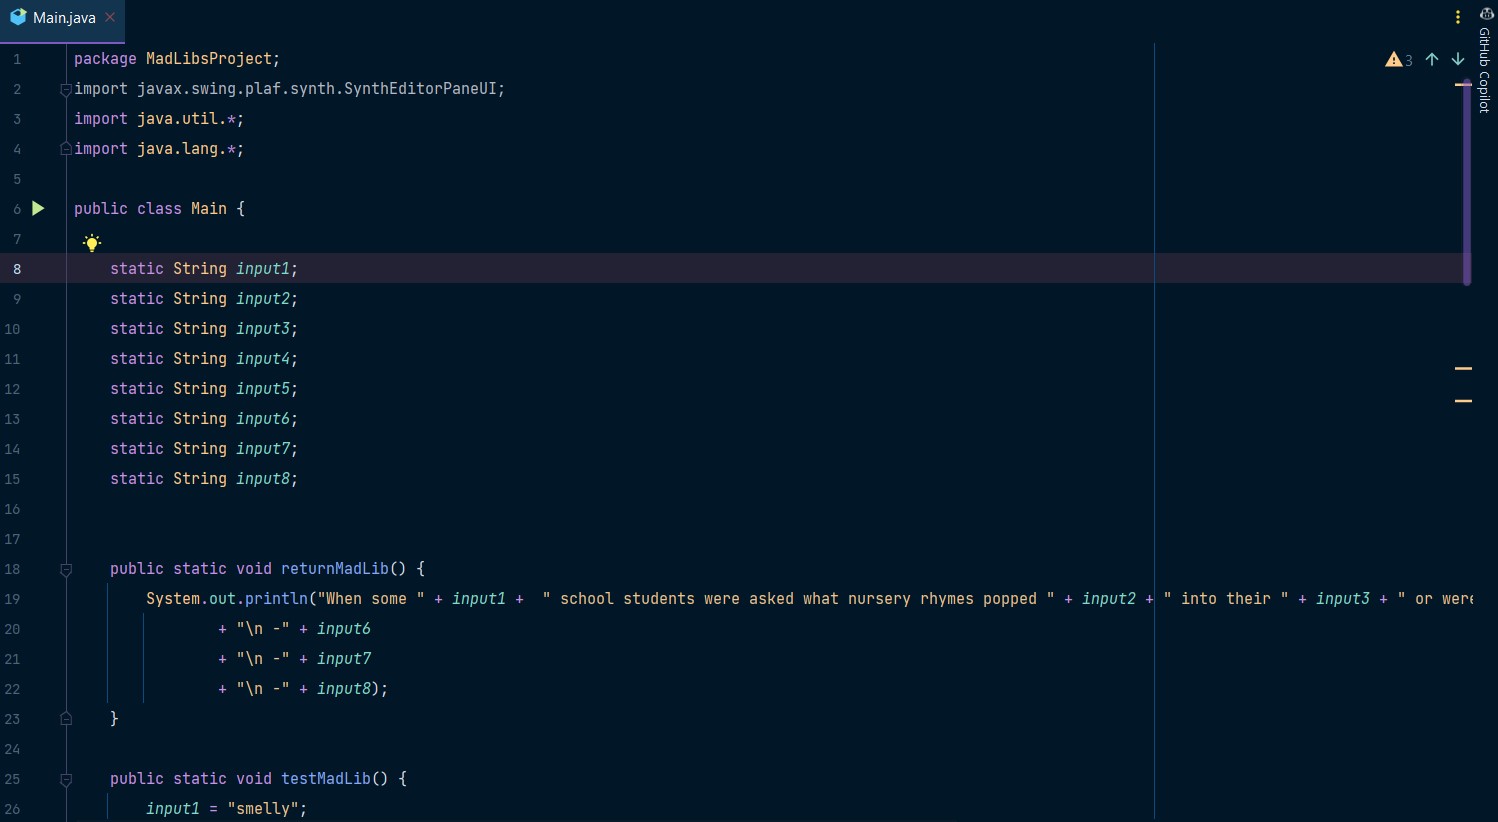 Main.java
3
GitHub Copilot
1 package MadLibsProject;
2 import javax.swing.plaf.synth.SynthEditorPaneUI;
3 import java.util.*;
4 import java.lang.*;
5
6 public class Main {
7
8 static String input1;
9 static String input2;
10 static String input3;
11 static String input4;
12 static String input5;
13 static String input6;
14 static String input7;
15 static String input8;
16
17
18 public static void returnMadLib() {
19 System.out.println("When some " + input1 +  " school students were asked what nursery rhymes popped " + input2 + " into their " + input3 + " or were
20 + "\n -" + input6
21 + "\n -" + input7
22 + "\n -" + input8);
23 }
24
25 public static void testMadLib() {
26 input1 = "smelly";